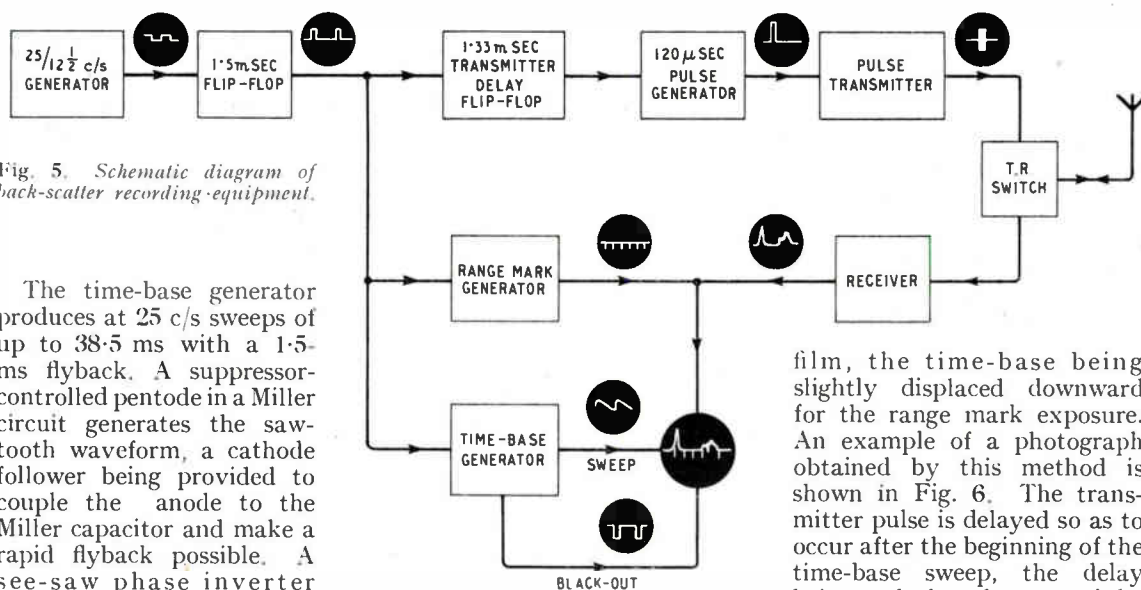 25/12½ c/s
GENERATOR
1·5m SEC
FLIP-FLOP
1·33m SEC
TRANSMITTER
DELAY
FLIP-FLOP
120μSEC
PULSE
GENERATOR
PULSE
TRANSMITTER
T.R
SWITCH
Fig. 5. Schematic diagram of
back-scatter recording equipment.
RANGE MARK
GENERATOR
RECEIVER
TIME-BASE
GENERATOR
SWEEP
BLACK-OUT
The time-base generator
produces at 25 c/s sweeps of
up to 38·5 ms with a 1·5-
ms flyback. A suppressor-
controlled pentode in a Miller
circuit generates the saw-
tooth waveform, a cathode
follower being provided to
couple the anode to the
Miller capacitor and make a
rapid flyback possible. A
see-saw phase inverter
film, the time-base being
slightly displaced downward
for the range mark exposure.
An example of a photograph
obtained by this method is
shown in Fig. 6. The trans-
mitter pulse is delayed so as to
occur after the beginning of the
time-base sweep, the delay